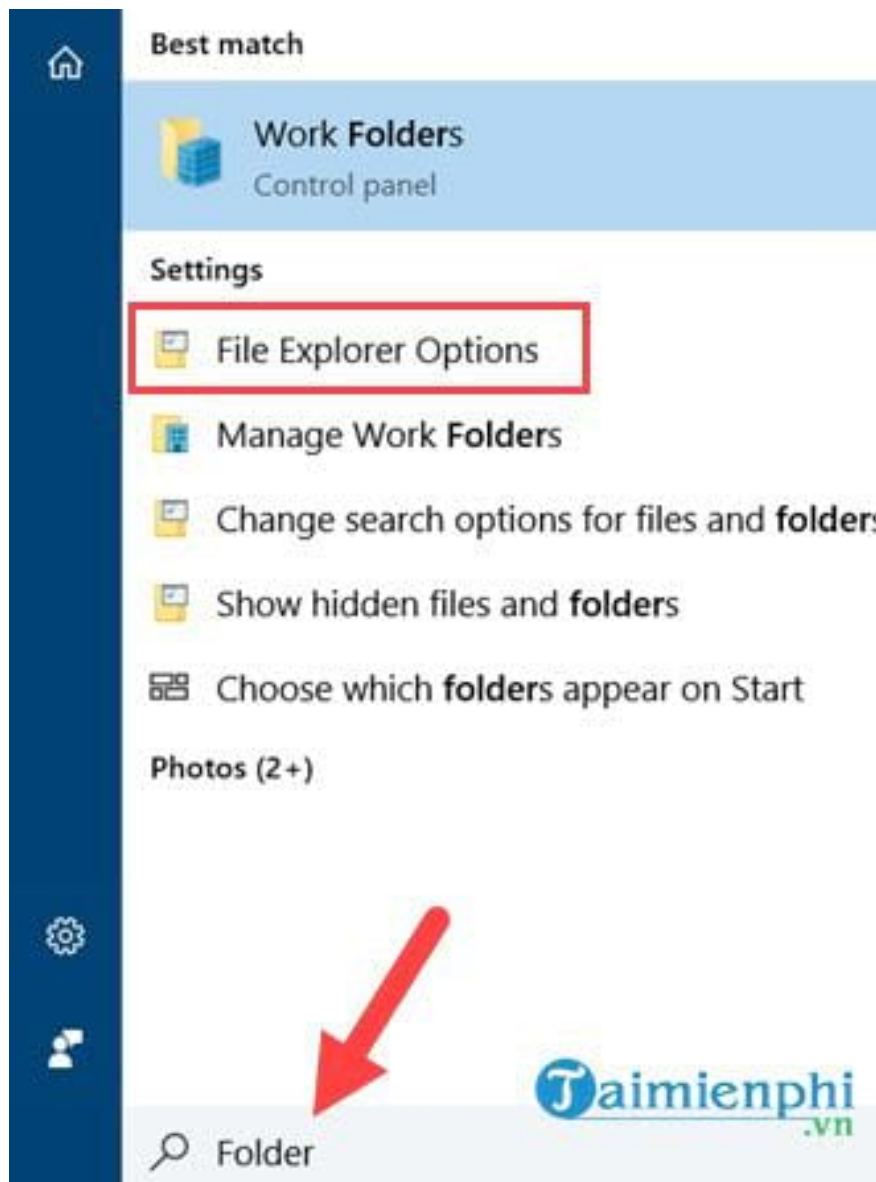 Best match
Work Folders
Control panel
Settings
File Explorer Options
Manage Work Folders
Change search options for files and folders
Show hidden files and folders
Choose which folders appear on Start
Photos (2+)
Taimienphi
.vn
Folder